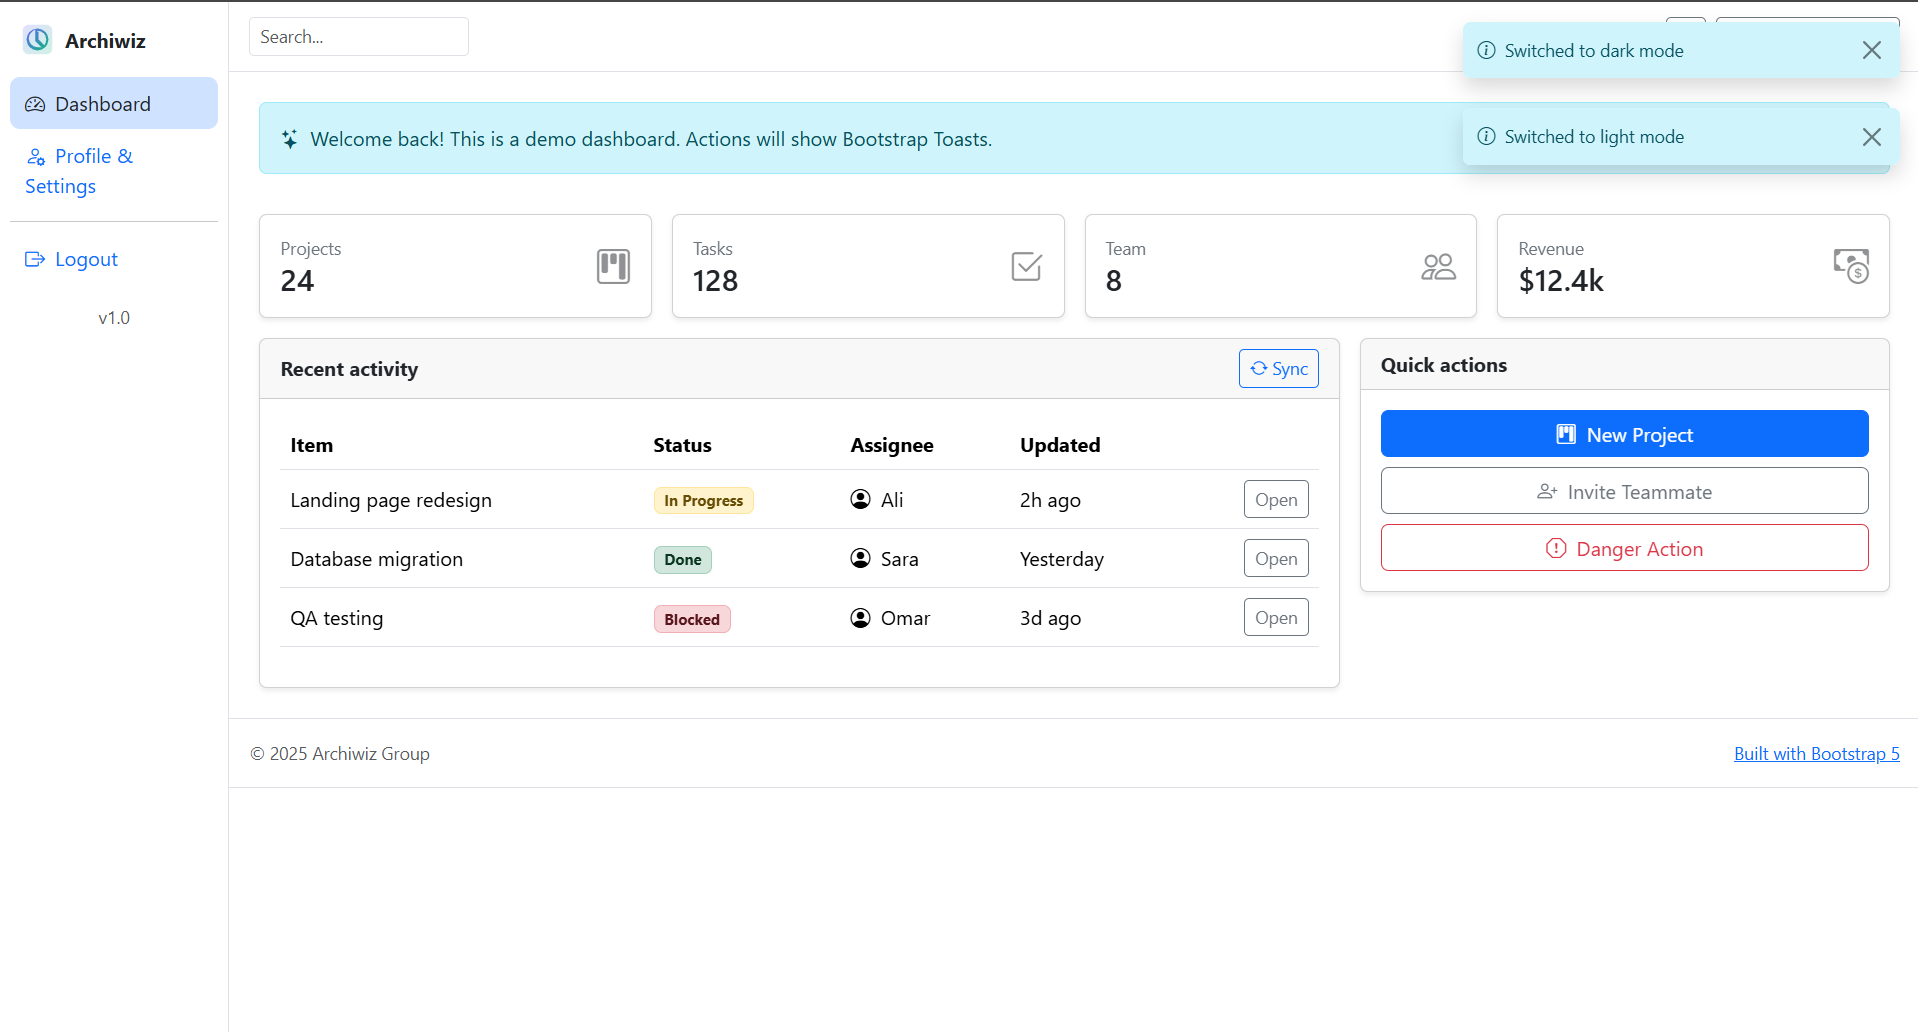 Archiwiz
Search...
Switched to dark mode
Dashboard
Welcome back! This is a demo dashboard. Actions will show Bootstrap Toasts.
Switched to light mode
Profile &
Settings
Logout
v1.0
Projects
24
Tasks
128
Team
8
Revenue
$12.4k
Recent activity
Sync
Item Status Assignee Updated
Landing page redesign In Progress Ali 2h ago Open
Database migration Done Sara Yesterday Open
QA testing Blocked Omar 3d ago Open
Quick actions
New Project
Invite Teammate
Danger Action
© 2025 Archiwiz Group
Built with Bootstrap 5